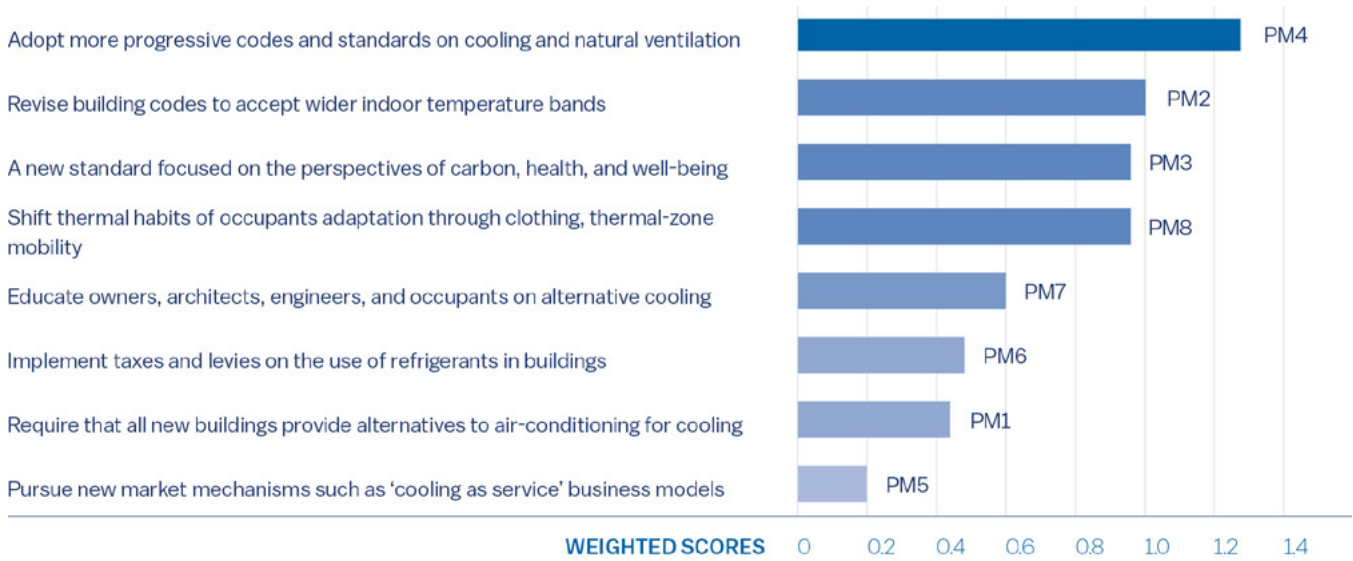 Adopt more progressive codes and standards on cooling and natural ventilation PM4
Revise building codes to accept wider indoor temperature bands PM2
A new standard focused on the perspectives of carbon, health, and well-being PM3
Shift thermal habits of occupants adaptation through clothing, thermal-zone
mobility PM8
Educate owners, architects, engineers, and occupants on alternative cooling PM7
Implement taxes and levies on the use of refrigerants in buildings PM6
Require that all new buildings provide alternatives to air-conditioning for cooling PM1
Pursue new market mechanisms such as ‘cooling as service’ business models PM5
WEIGHTED SCORES 0 0.2 0.4 0.6 0.8 1.0 1.2 1.4